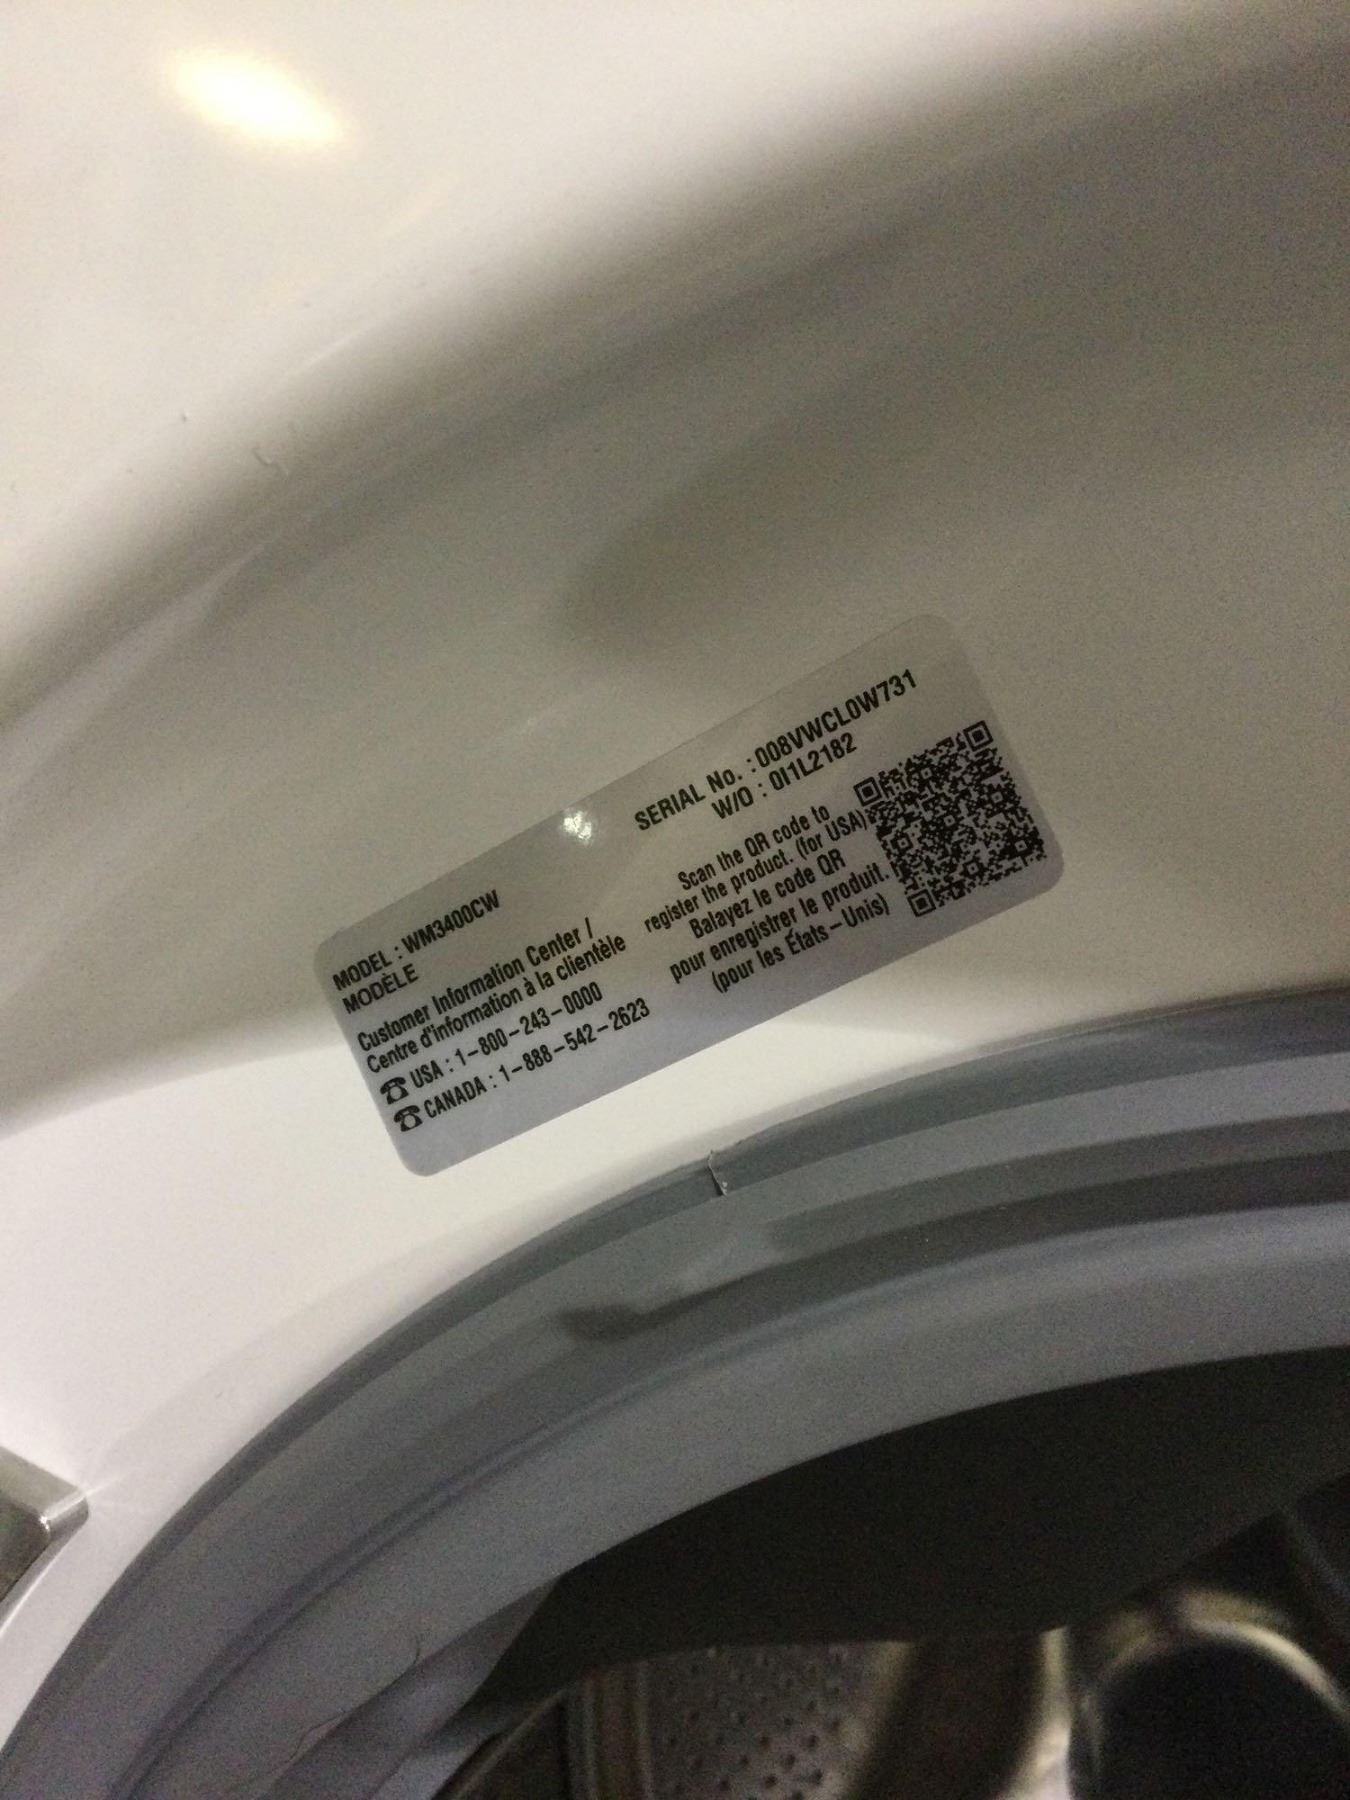 MODEL : WM3400CW
MODÈLE
Customer Information Center /
Centre d'information à la clientèle
☎ USA : 1-800-243-0000
☎ CANADA : 1-888-542-2623
SERIAL No. : 008VWCL0W731
W/O : 0I1L2182
Scan the QR code to
register the product. (for USA)
Balayez le code QR
pour enregistrer le produit.
(pour les États-Unis)